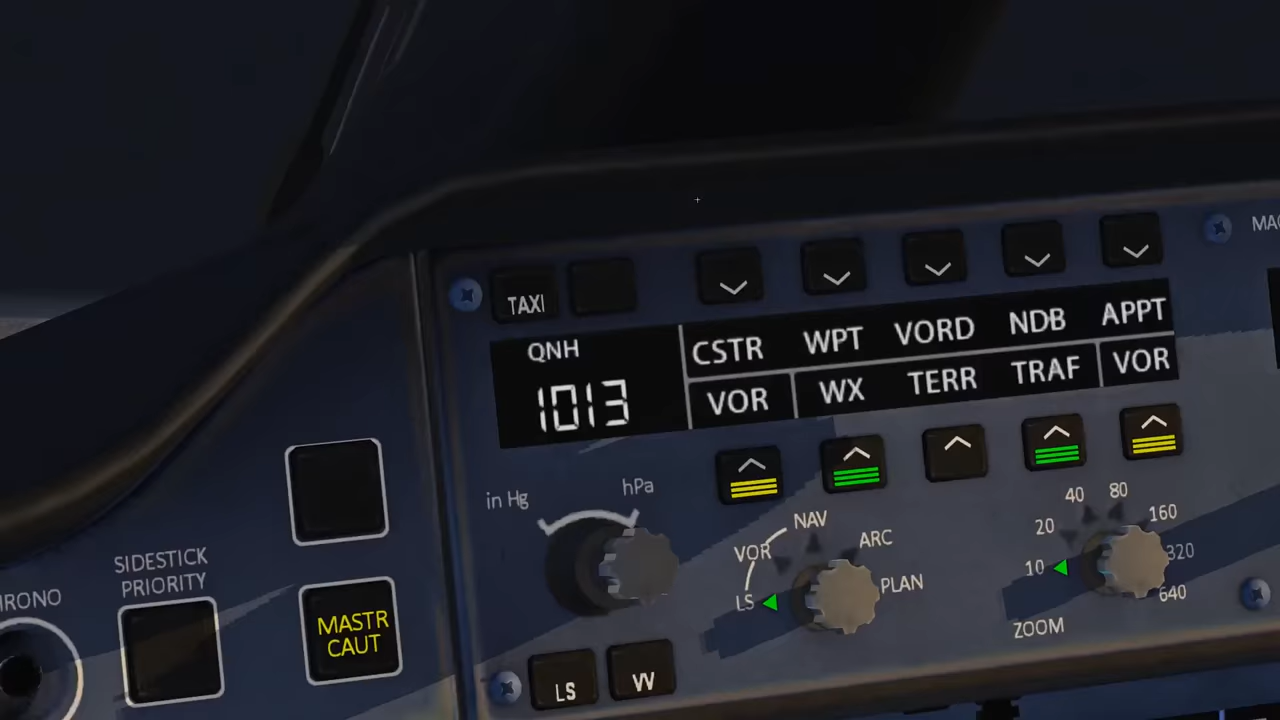 MAG
TAXI
QNH
1013
CSTR WPT VORD NDB APPT
VOR WX TERR TRAF VOR
in Hg hPa
NAV
VOR
ARC
LS
PLAN
40 80
20 160
10 320
640
ZOOM
SIDESTICK
PRIORITY
MASTR
CAUT
LS VV